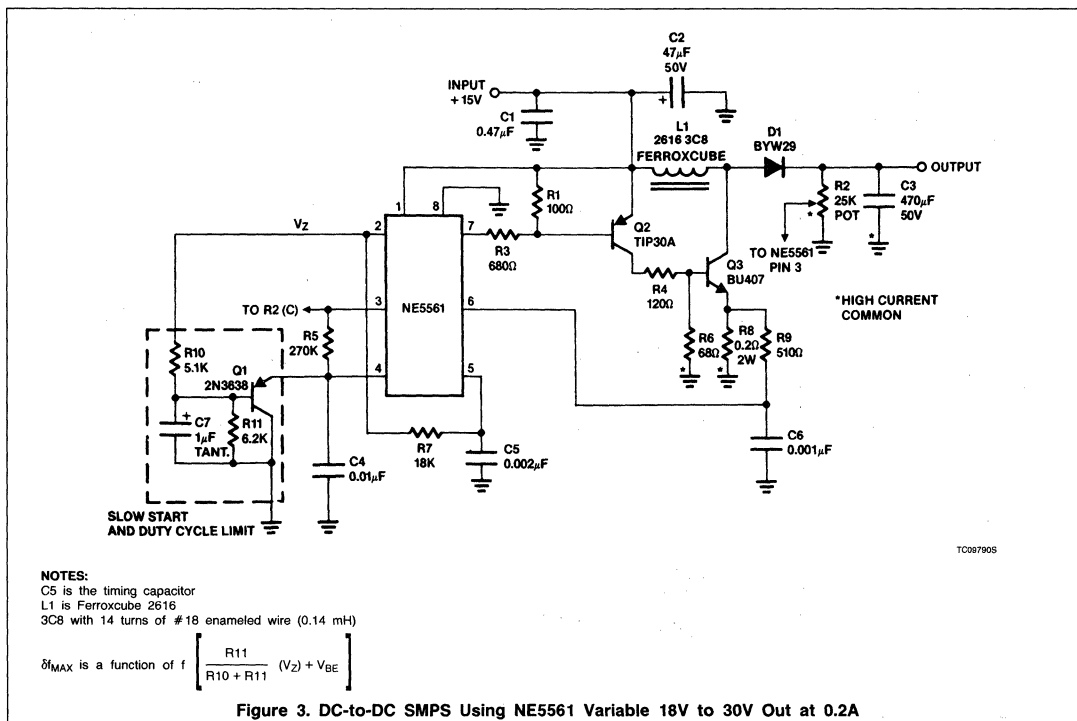 C2
47μF
50V
INPUT
+ 15V
+
C1
0.47μF
L1
2616 3C8
FERROXCUBE
D1
BYW29
OUTPUT
R2
25K
POT
*
C3
470μF
50V
*
TO NE5561
PIN 3
*HIGH CURRENT
COMMON
1
8
R1
100Ω
VZ
2
7
R3
680Ω
Q2
TIP30A
Q3
BU407
R4
120Ω
TO R2 (C)
3
NE5561
6
R5
270K
R6
68Ω
*
R8
0.2Ω
2W
*
R9
510Ω
R10
5.1K
Q1
2N3638
4
5
+
C7
1μF
TANT.
R11
6.2K
R7
18K
C4
0.01μF
C5
0.002μF
C6
0.001μF
SLOW START
AND DUTY CYCLE LIMIT
TC09790S
NOTES:
C5 is the timing capacitor
L1 is Ferroxcube 2616
3C8 with 14 turns of #18 enameled wire (0.14 mH)
δfMAX is a function of f [ R11 / R10 + R11 (VZ) + VBE ]
Figure 3. DC-to-DC SMPS Using NE5561 Variable 18V to 30V Out at 0.2A